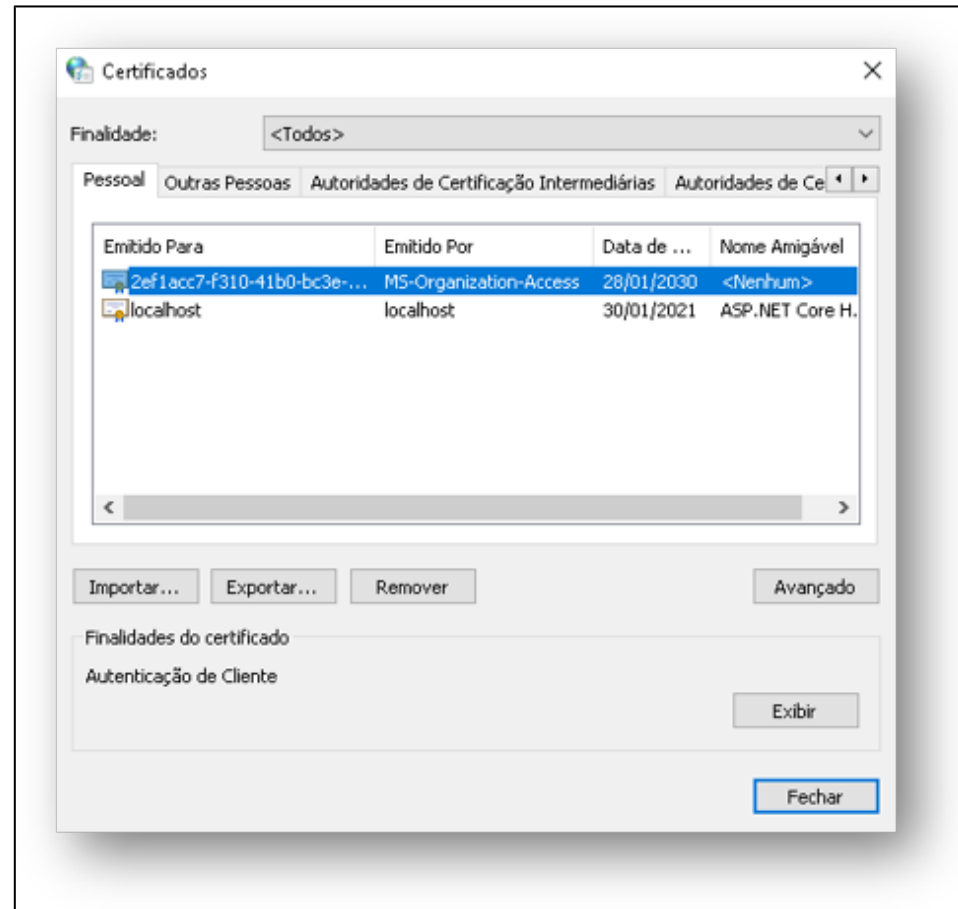 Certificados
Finalidade: <Todos>
Pessoal Outras Pessoas Autoridades de Certificação Intermediárias Autoridades de Ce
Emitido Para Emitido Por Data de ... Nome Amigável
2ef1acc7-f310-41b0-bc3e-... MS-Organization-Access 28/01/2030 <Nenhum>
localhost localhost 30/01/2021 ASP.NET Core H.
Importar... Exportar... Remover Avançado
Finalidades do certificado
Autenticação de Cliente
Exibir
Fechar